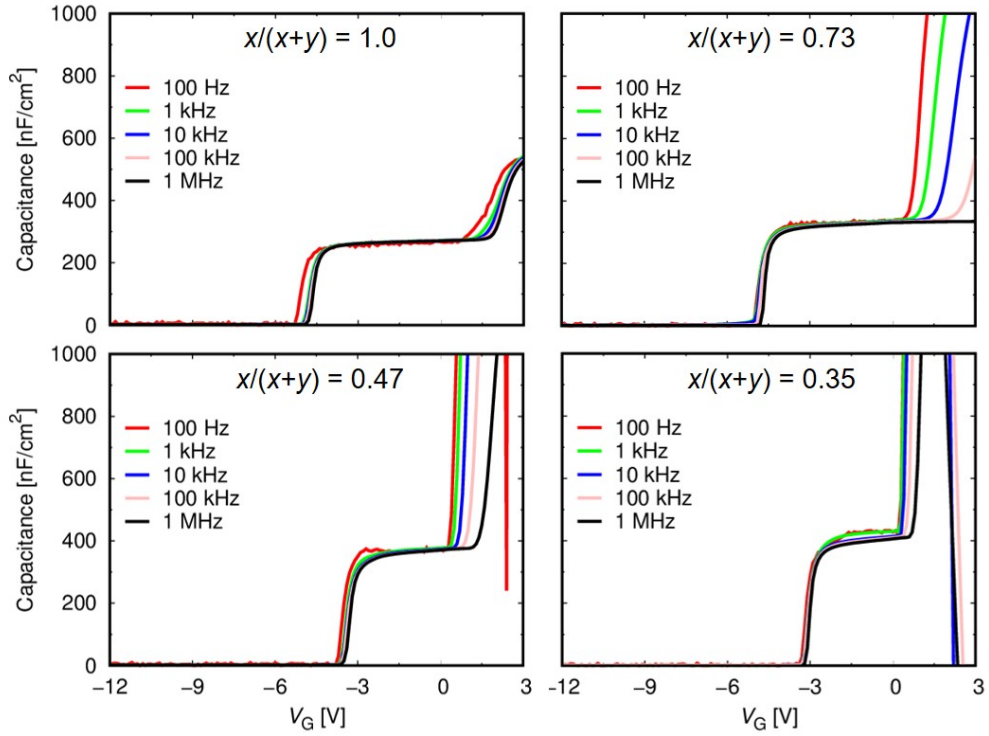 x/(x+y) = 1.0
1000
800
600
400
200
0
Capacitance [nF/cm²]
100 Hz
1 kHz
10 kHz
100 kHz
1 MHz
x/(x+y) = 0.73
100 Hz
1 kHz
10 kHz
100 kHz
1 MHz
x/(x+y) = 0.47
1000
800
600
400
200
0
Capacitance [nF/cm²]
100 Hz
1 kHz
10 kHz
100 kHz
1 MHz
−12 −9 −6 −3 0 3
V_G [V]
x/(x+y) = 0.35
100 Hz
1 kHz
10 kHz
100 kHz
1 MHz
-12 −9 −6 −3 0 3
V_G [V]